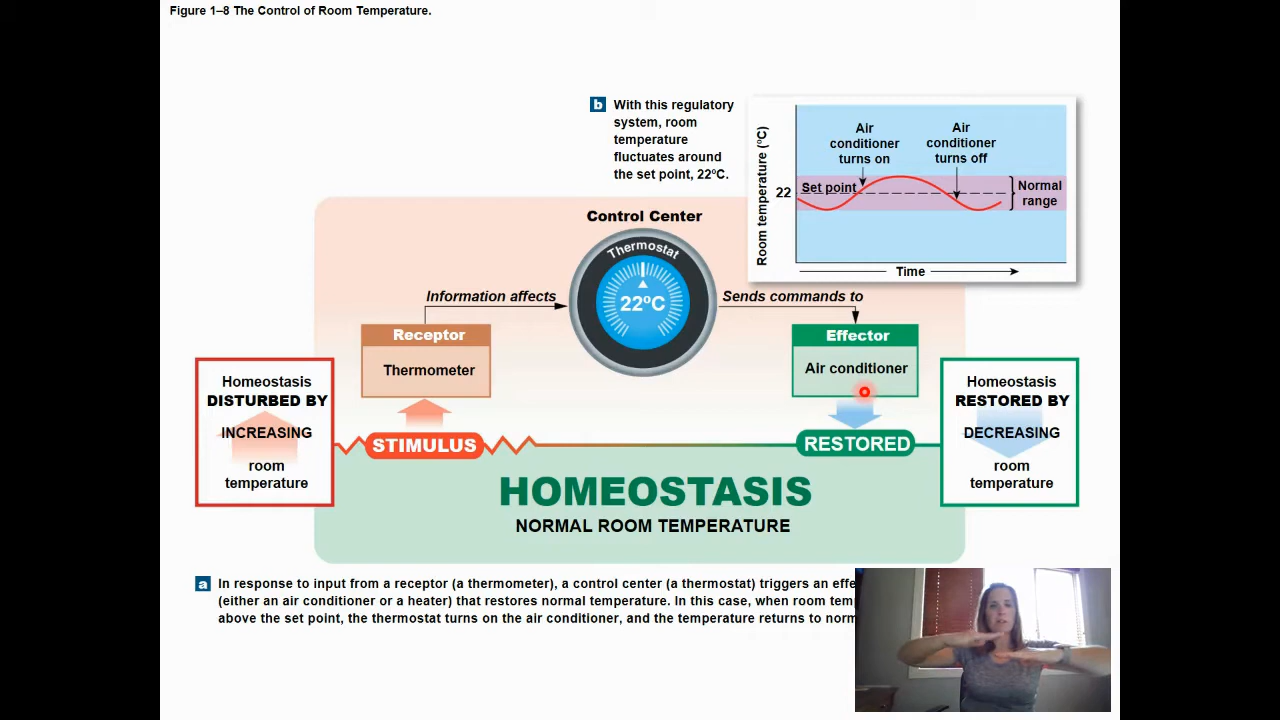 Figure 1–8 The Control of Room Temperature.
b
With this regulatory
system, room
temperature
fluctuates around
the set point, 22ºC.
Room temperature (ºC)
22
Air
conditioner
turns on
Air
conditioner
turns off
Set point
Normal
range
Time
Control Center
Thermostat
22ºC
Information affects
Sends commands to
Receptor
Thermometer
Effector
Air conditioner
Homeostasis
DISTURBED BY
INCREASING
room
temperature
STIMULUS
RESTORED
Homeostasis
RESTORED BY
DECREASING
room
temperature
HOMEOSTASIS
NORMAL ROOM TEMPERATURE
a
In response to input from a receptor (a thermometer), a control center (a thermostat) triggers an
(either an air conditioner or a heater) that restores normal temperature. In this case, when room
above the set point, the thermostat turns on the air conditioner, and the temperature returns to